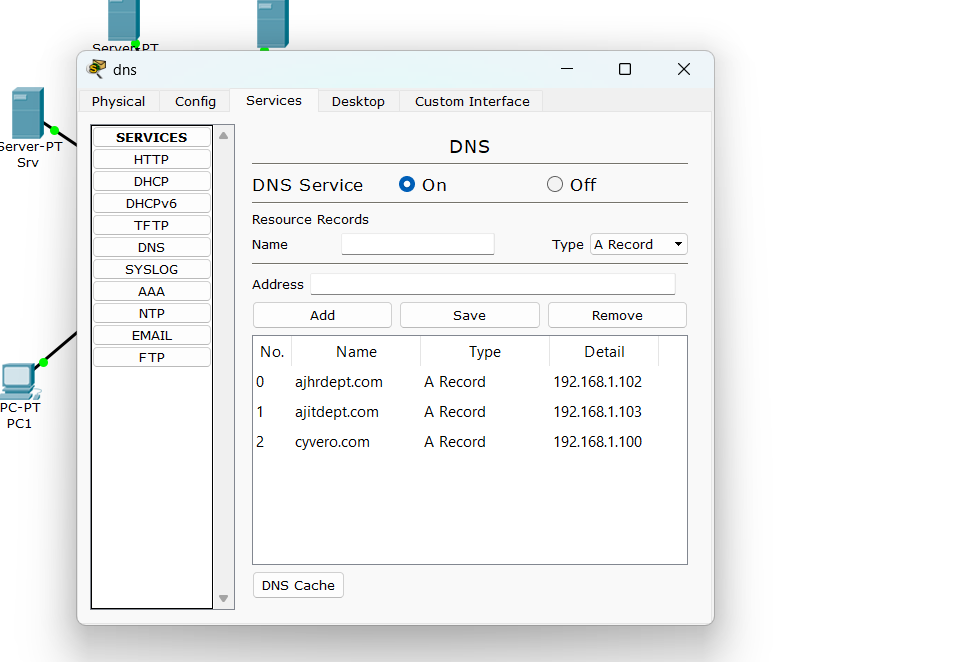 Server-PT
dns
Physical
Config
Services
Desktop
Custom Interface
Server-PT
Srv
PC-PT
PC1
SERVICES
HTTP
DHCP
DHCPv6
TFTP
DNS
SYSLOG
AAA
NTP
EMAIL
FTP
DNS
DNS Service On Off
Resource Records
Name Type A Record
Address
Add Save Remove
No. Name Type Detail
0 ajhrdept.com A Record 192.168.1.102
1 ajitdept.com A Record 192.168.1.103
2 cyvero.com A Record 192.168.1.100
DNS Cache